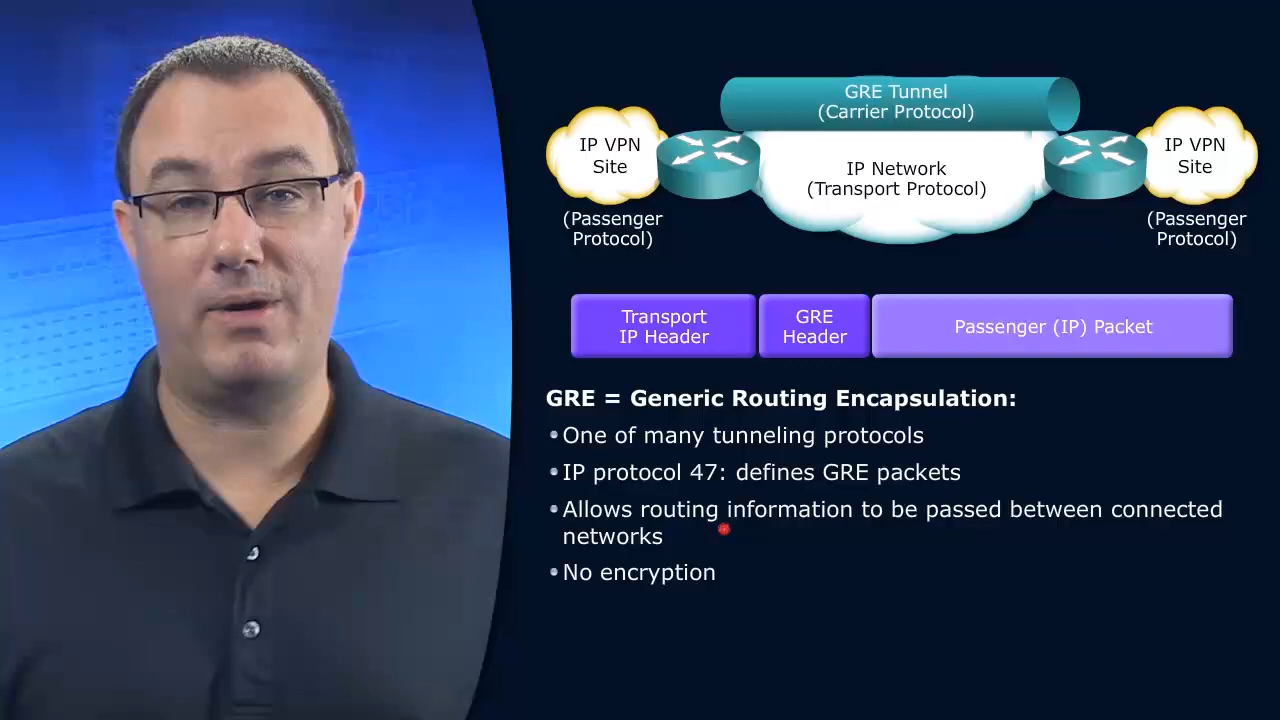 GRE Tunnel
(Carrier Protocol)
IP VPN
Site
IP Network
(Transport Protocol)
IP VPN
Site
(Passenger
Protocol)
(Passenger
Protocol)
Transport
IP Header
GRE
Header
Passenger (IP) Packet
GRE = Generic Routing Encapsulation:
•One of many tunneling protocols
•IP protocol 47: defines GRE packets
•Allows routing information to be passed between connected
networks
•No encryption